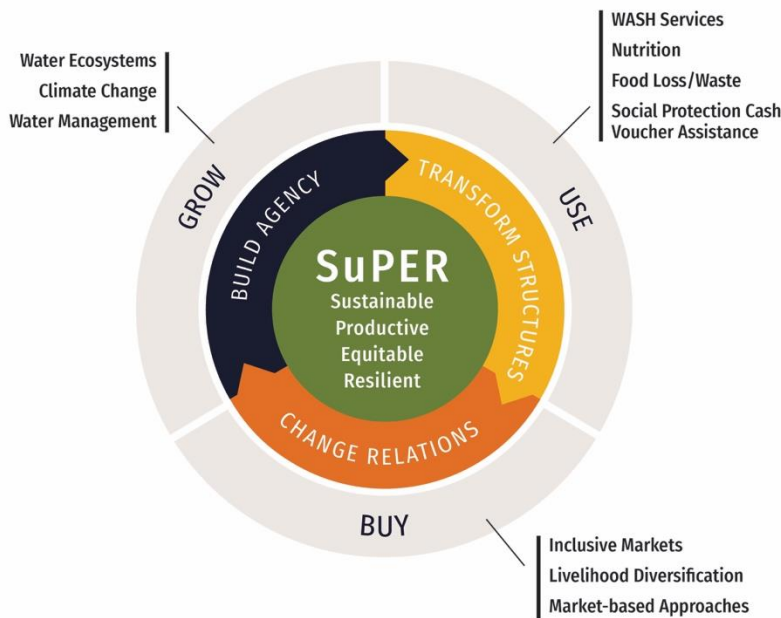 Water Ecosystems
Climate Change
Water Management
WASH Services
Nutrition
Food Loss/Waste
Social Protection Cash
Voucher Assistance
GROW
USE
BUILD AGENCY
TRANSFORM STRUCTURES
SuPER
Sustainable
Productive
Equitable
Resilient
CHANGE RELATIONS
BUY
Inclusive Markets
Livelihood Diversification
Market-based Approaches